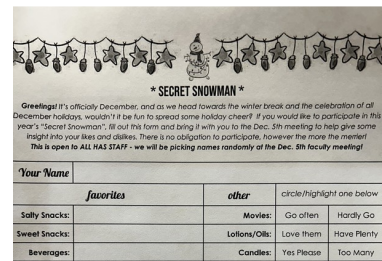 * SECRET SNOWMAN *
Greetings! It's officially December, and as we head towards the winter break and the celebration of all
December holidays, wouldn't it be fun to spread some holiday cheer? If you would like to participate in this
year's "Secret Snowman", fill out this form and bring it with you to the Dec. 5th meeting to help give some
insight into your likes and dislikes. There is no obligation to participate, however the more the merrier!
This is open to ALL HAS STAFF - we will be picking names randomly at the Dec. 5th faculty meeting!
Your Name
favorites other circle/highlight one below
Salty Snacks: Movies: Go often Hardly Go
Sweet Snacks: Lotions/Oils: Love them Have Plenty
Beverages: Candles: Yes Please Too Many